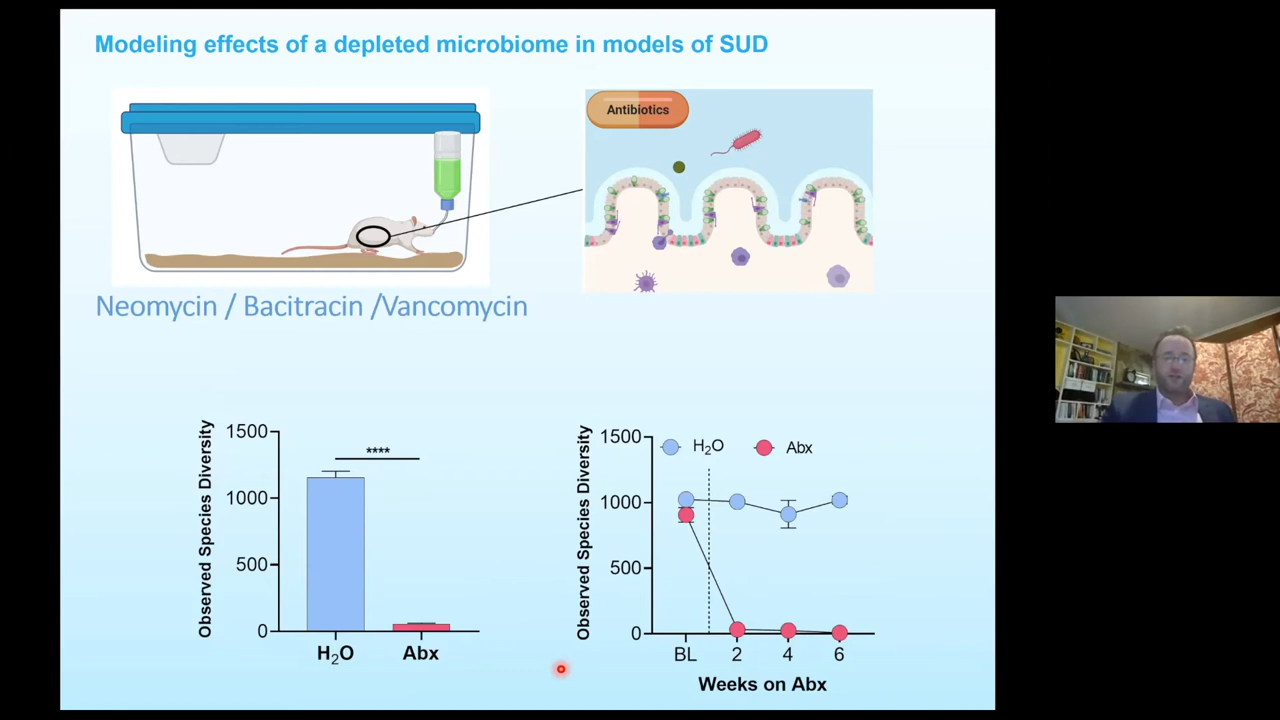 Modeling effects of a depleted microbiome in models of SUD
Antibiotics
Neomycin / Bacitracin /Vancomycin
Observed Species Diversity
1500
1000
500
0
****
H₂O
Abx
Observed Species Diversity
1500
1000
500
0
H₂O
Abx
BL
2
4
6
Weeks on Abx